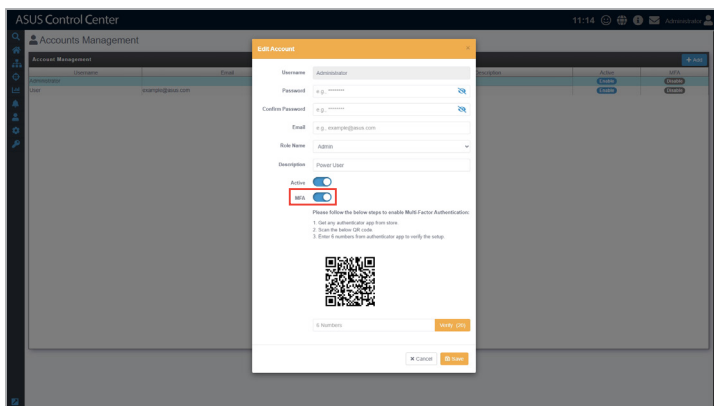 ASUS Control Center
11:14
Administrator
Accounts Management
Account Management
+ Add
Username
Email
Description
Active
MFA
Administrator
Enable
Disable
User
example@asus.com
Enable
Disable
Edit Account
×
Username
Administrator
Password
e.g., ********
Confirm Password
e.g., ********
Email
e.g., example@asus.com
Role Name
Admin
Description
Power User
Active
MFA
Please follow the below steps to enable Multi-Factor Authentication:
1. Get any authenticator app from store.
2. Scan the below QR code.
3. Enter 6 numbers from authenticator app to verify the setup.
6 Numbers
Cancel
Save